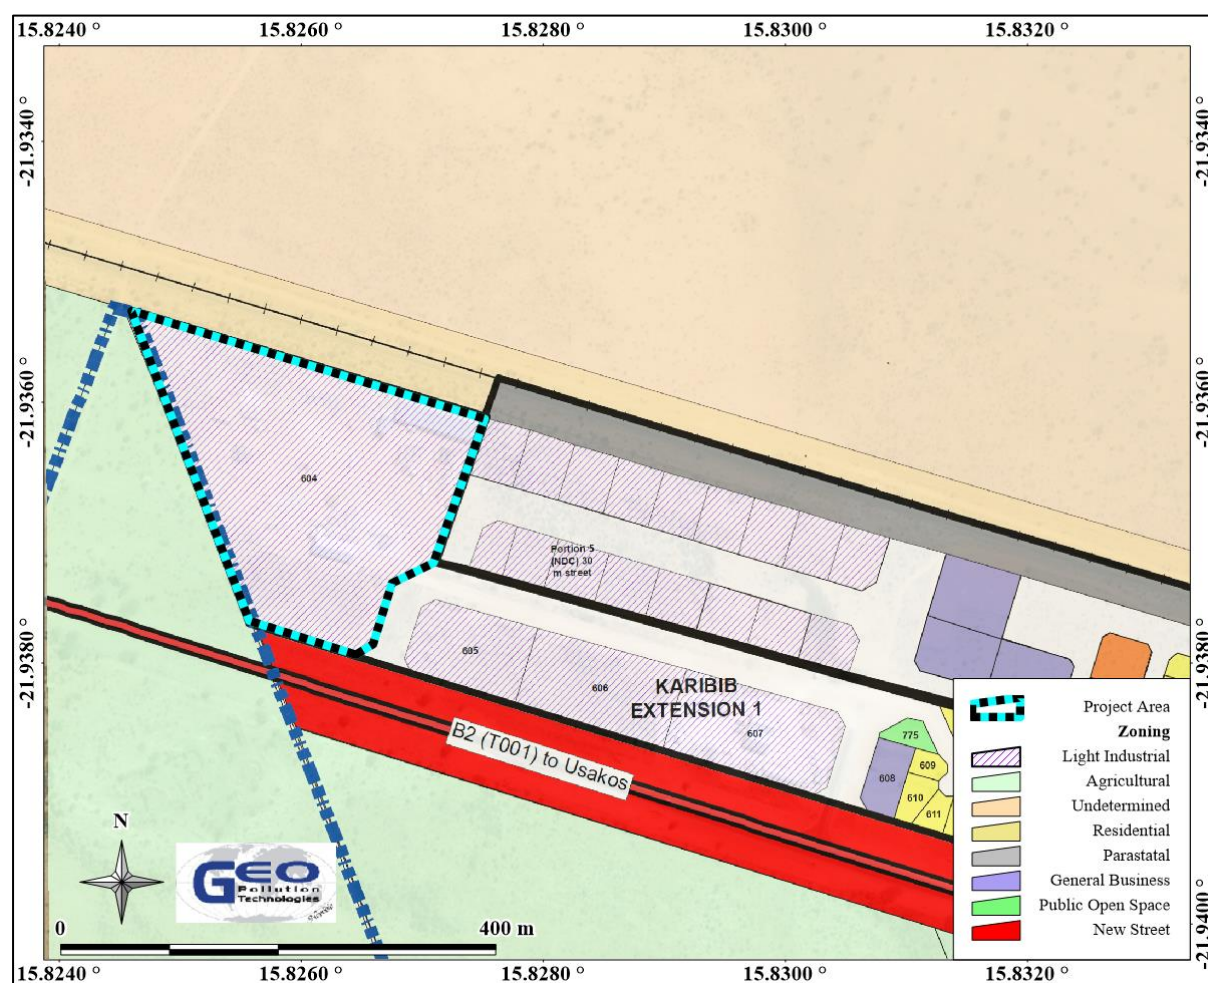 15.8240 ° 15.8260 ° 15.8280 ° 15.8300 ° 15.8320 °
-21.9340 ° -21.9340 °
-21.9360 ° -21.9360 °
604
Portion 5
(NDC) 30
m street
-21.9380 ° -21.9380 °
605
606
KARIBIB
EXTENSION 1
607
B2 (T001) to Usakos
775
608
609
610
611
Project Area
Zoning
Light Industrial
Agricultural
Undetermined
Residential
Parastatal
General Business
Public Open Space
New Street
N
GEO
Pollution
Technologies
0 400 m
-21.9400 °
15.8240 ° 15.8260 ° 15.8280 ° 15.8300 ° 15.8320 °